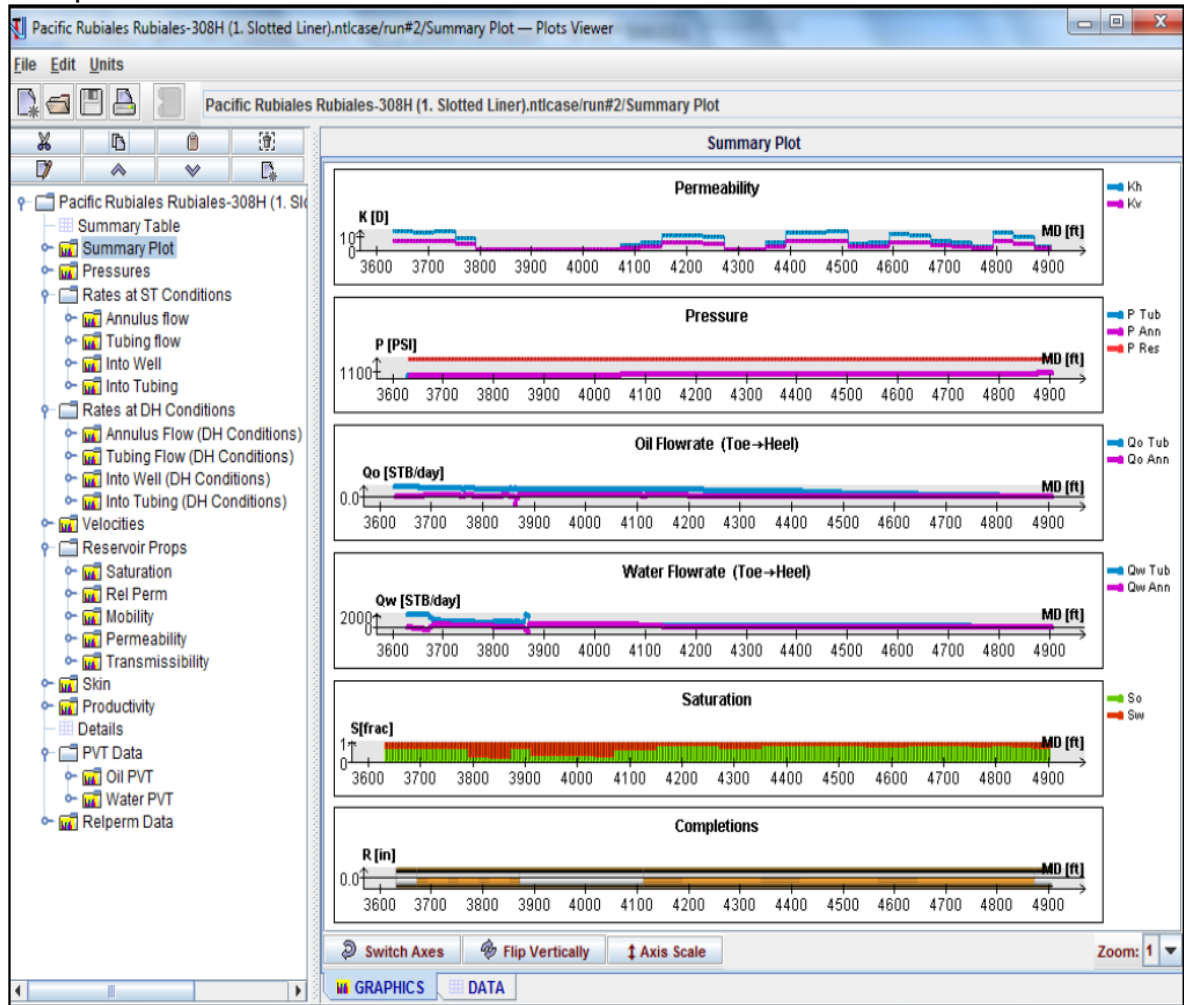 Pacific Rubiales Rubiales-308H (1. Slotted Liner).ntlcase/run#2/Summary Plot — Plots Viewer
File Edit Units
Pacific Rubiales Rubiales-308H (1. Slotted Liner).ntlcase/run#2/Summary Plot
Pacific Rubiales Rubiales-308H (1. Slo
Summary Table
Summary Plot
Pressures
Rates at ST Conditions
Annulus flow
Tubing flow
Into Well
Into Tubing
Rates at DH Conditions
Annulus Flow (DH Conditions)
Tubing Flow (DH Conditions)
Into Well (DH Conditions)
Into Tubing (DH Conditions)
Velocities
Reservoir Props
Saturation
Rel Perm
Mobility
Permeability
Transmissibility
Skin
Productivity
Details
PVT Data
Oil PVT
Water PVT
Relperm Data
Summary Plot
Permeability
Kh
Kv
K [D]
MD [ft]
10
0
3600 3700 3800 3900 4000 4100 4200 4300 4400 4500 4600 4700 4800 4900
Pressure
P Tub
P Ann
P Res
P [PSI]
MD [ft]
1100
3600 3700 3800 3900 4000 4100 4200 4300 4400 4500 4600 4700 4800 4900
Oil Flowrate (Toe→Heel)
Qo Tub
Qo Ann
Qo [STB/day]
MD [ft]
0.0
3600 3700 3800 3900 4000 4100 4200 4300 4400 4500 4600 4700 4800 4900
Water Flowrate (Toe→Heel)
Qw Tub
Qw Ann
Qw [STB/day]
MD [ft]
2000
0
3600 3700 3800 3900 4000 4100 4200 4300 4400 4500 4600 4700 4800 4900
Saturation
So
Sw
S[frac]
MD [ft]
1
0
3600 3700 3800 3900 4000 4100 4200 4300 4400 4500 4600 4700 4800 4900
Completions
R [in]
MD [ft]
0.0
3600 3700 3800 3900 4000 4100 4200 4300 4400 4500 4600 4700 4800 4900
Switch Axes Flip Vertically Axis Scale Zoom: 1
GRAPHICS DATA